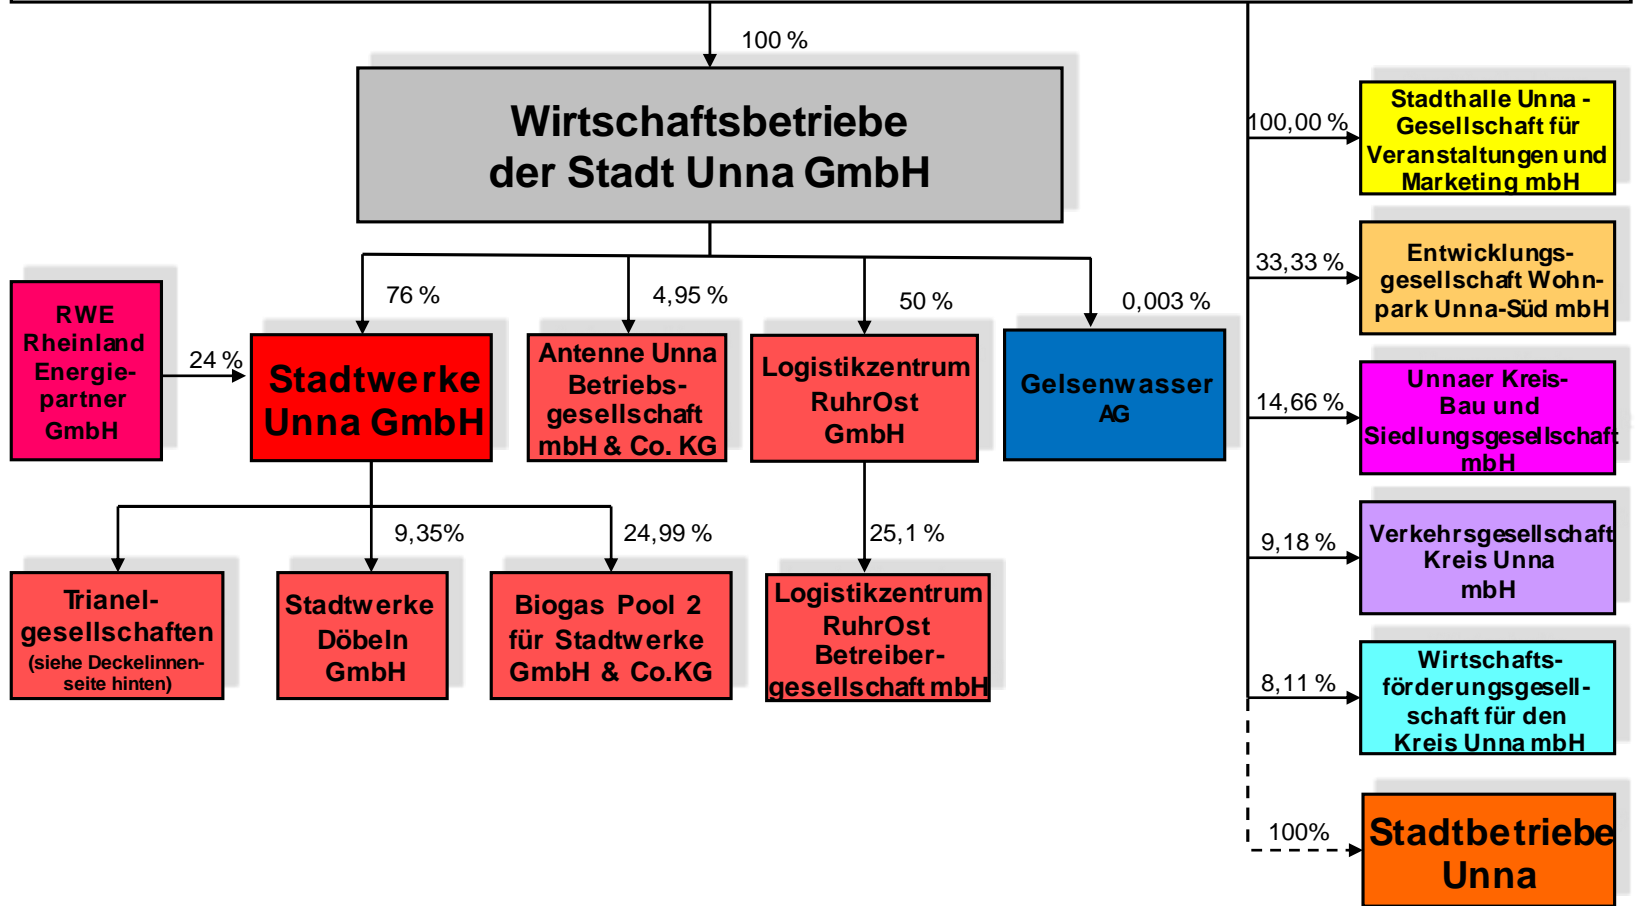 100 %
Wirtschaftsbetriebe
der Stadt Unna GmbH
100,00 %
Stadthalle Unna -
Gesellschaft für
Veranstaltungen und
Marketing mbH
33,33 %
Entwicklungs-
gesellschaft Wohn-
park Unna-Süd mbH
14,66 %
Unnaer Kreis-
Bau und
Siedlungsgesellschaft
mbH
9,18 %
Verkehrsgesellschaft
Kreis Unna
mbH
8,11 %
Wirtschafts-
förderungsgesell-
schaft für den
Kreis Unna mbH
100%
Stadtbetriebe
Unna
RWE
Rheinland
Energie-
partner
GmbH
24 %
76 %
Stadtwerke
Unna GmbH
4,95 %
Antenne Unna
Betriebs-
gesellschaft
mbH & Co. KG
50 %
Logistikzentrum
RuhrOst
GmbH
0,003 %
Gelsenwasser
AG
Trianel-
gesellschaften
(siehe Deckelinnen-
seite hinten)
9,35%
Stadtwerke
Döbeln
GmbH
24,99 %
Biogas Pool 2
für Stadtwerke
GmbH & Co.KG
25,1 %
Logistikzentrum
RuhrOst
Betreiber-
gesellschaft mbH